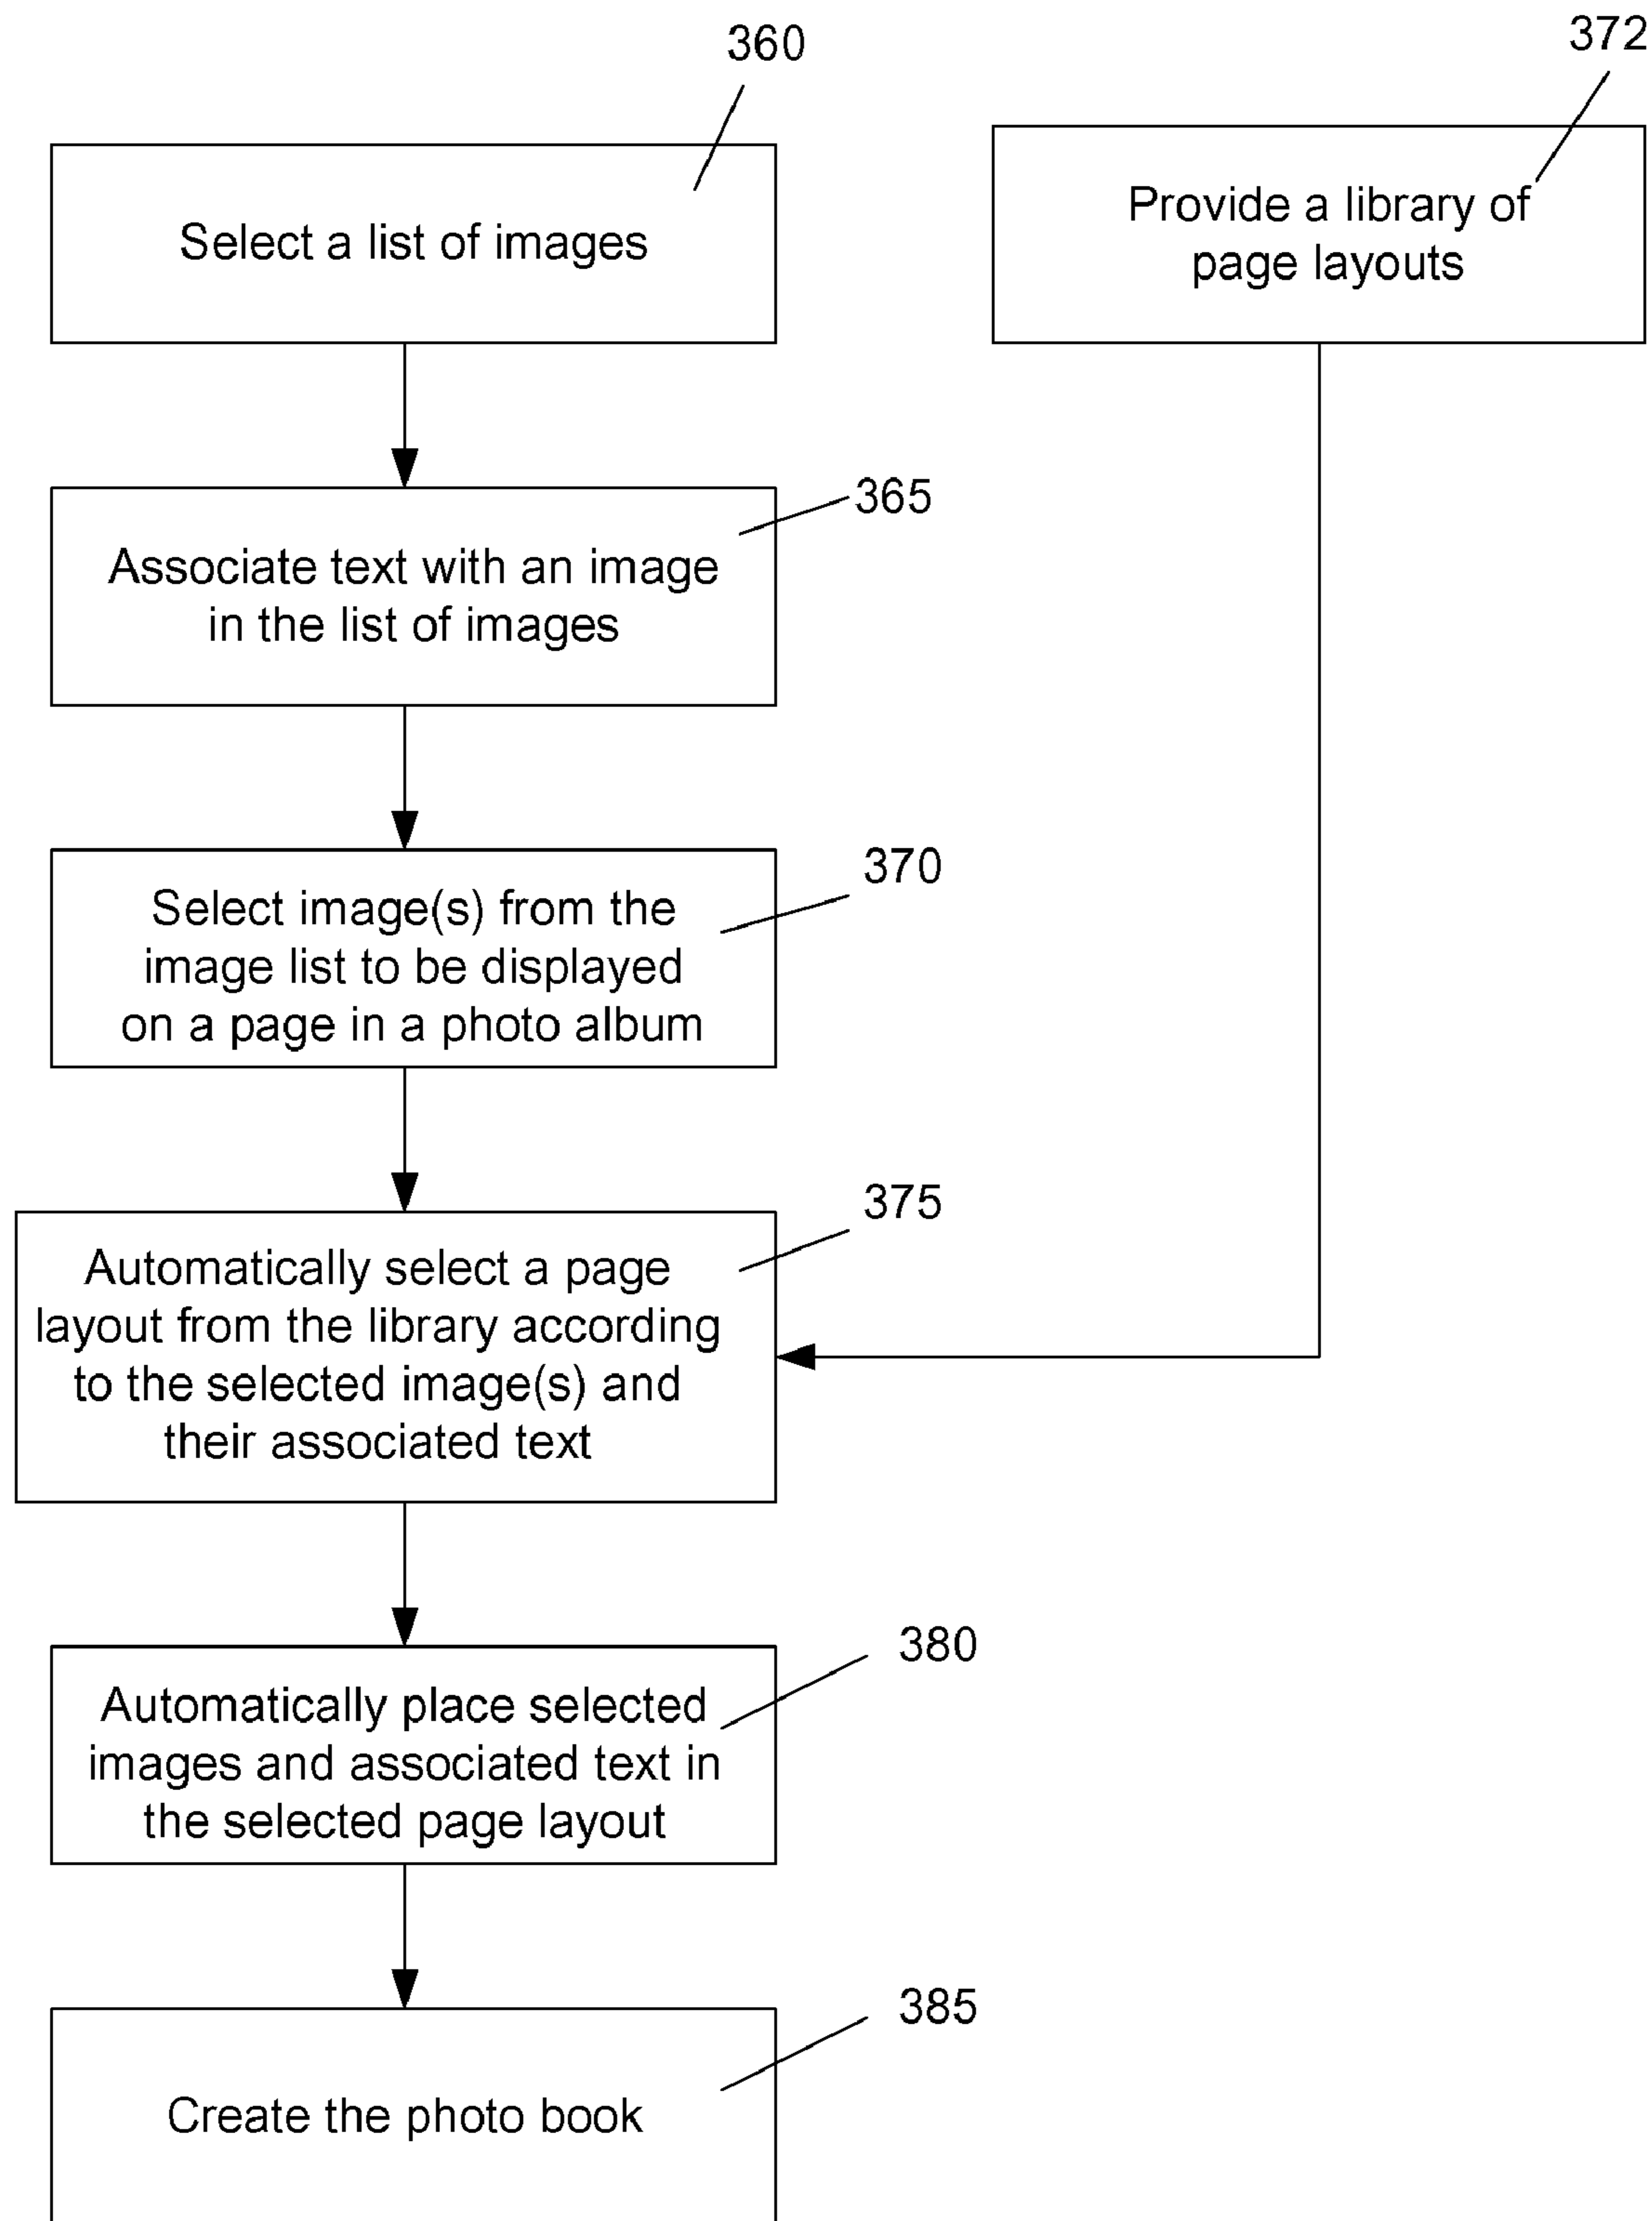 360
Select a list of images
372
Provide a library of
page layouts
365
Associate text with an image
in the list of images
370
Select image(s) from the
image list to be displayed
on a page in a photo album
375
Automatically select a page
layout from the library according
to the selected image(s) and
their associated text
380
Automatically place selected
images and associated text in
the selected page layout
385
Create the photo book